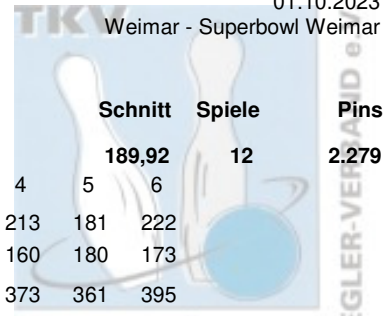 01.10.2023
TKV
Weimar - Superbowl Weimar
Schnitt Spiele Pins
189,92 12 2.279
4 5 6
213 181 222
160 180 173
373 361 395
EGLER-VERBAND e.V